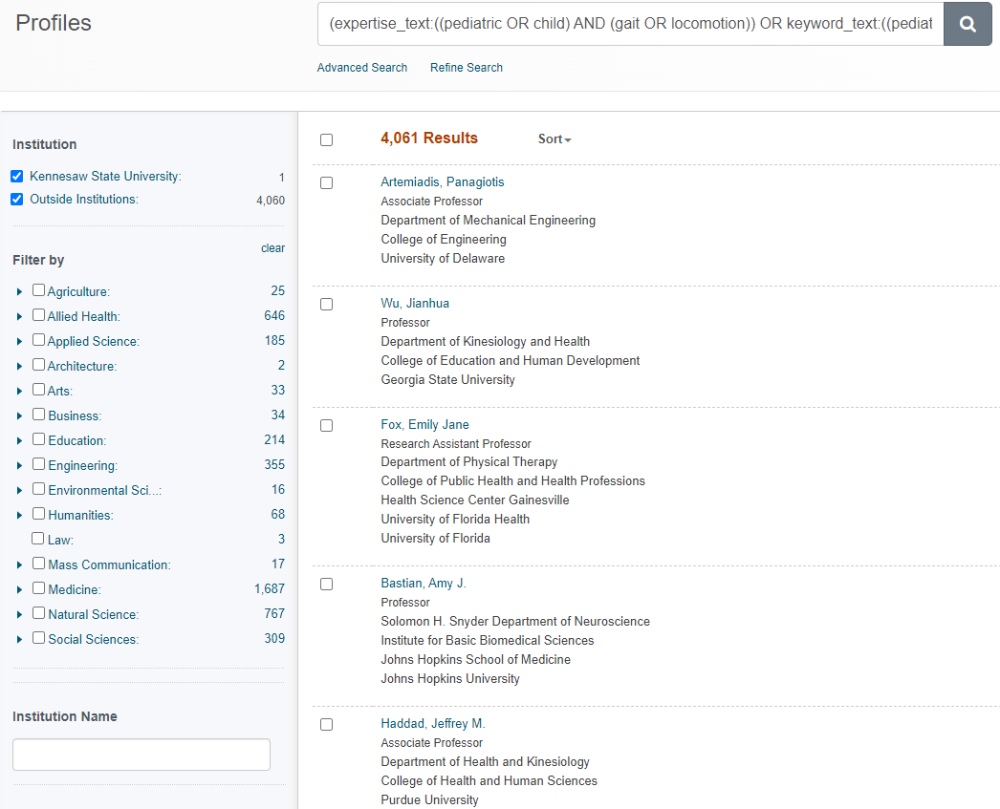 Profiles
(expertise_text:((pediatric OR child) AND (gait OR locomotion)) OR keyword_text:((pediat
Advanced Search Refine Search
Institution
Kennesaw State University: 1
Outside Institutions: 4,060
clear
Filter by
Agriculture: 25
Allied Health: 646
Applied Science: 185
Architecture: 2
Arts: 33
Business: 34
Education: 214
Engineering: 355
Environmental Sci...: 16
Humanities: 68
Law: 3
Mass Communication: 17
Medicine: 1,687
Natural Science: 767
Social Sciences: 309
Institution Name
4,061 Results Sort
Artemiadis, Panagiotis
Associate Professor
Department of Mechanical Engineering
College of Engineering
University of Delaware
Wu, Jianhua
Professor
Department of Kinesiology and Health
College of Education and Human Development
Georgia State University
Fox, Emily Jane
Research Assistant Professor
Department of Physical Therapy
College of Public Health and Health Professions
Health Science Center Gainesville
University of Florida Health
University of Florida
Bastian, Amy J.
Professor
Solomon H. Snyder Department of Neuroscience
Institute for Basic Biomedical Sciences
Johns Hopkins School of Medicine
Johns Hopkins University
Haddad, Jeffrey M.
Associate Professor
Department of Health and Kinesiology
College of Health and Human Sciences
Purdue University